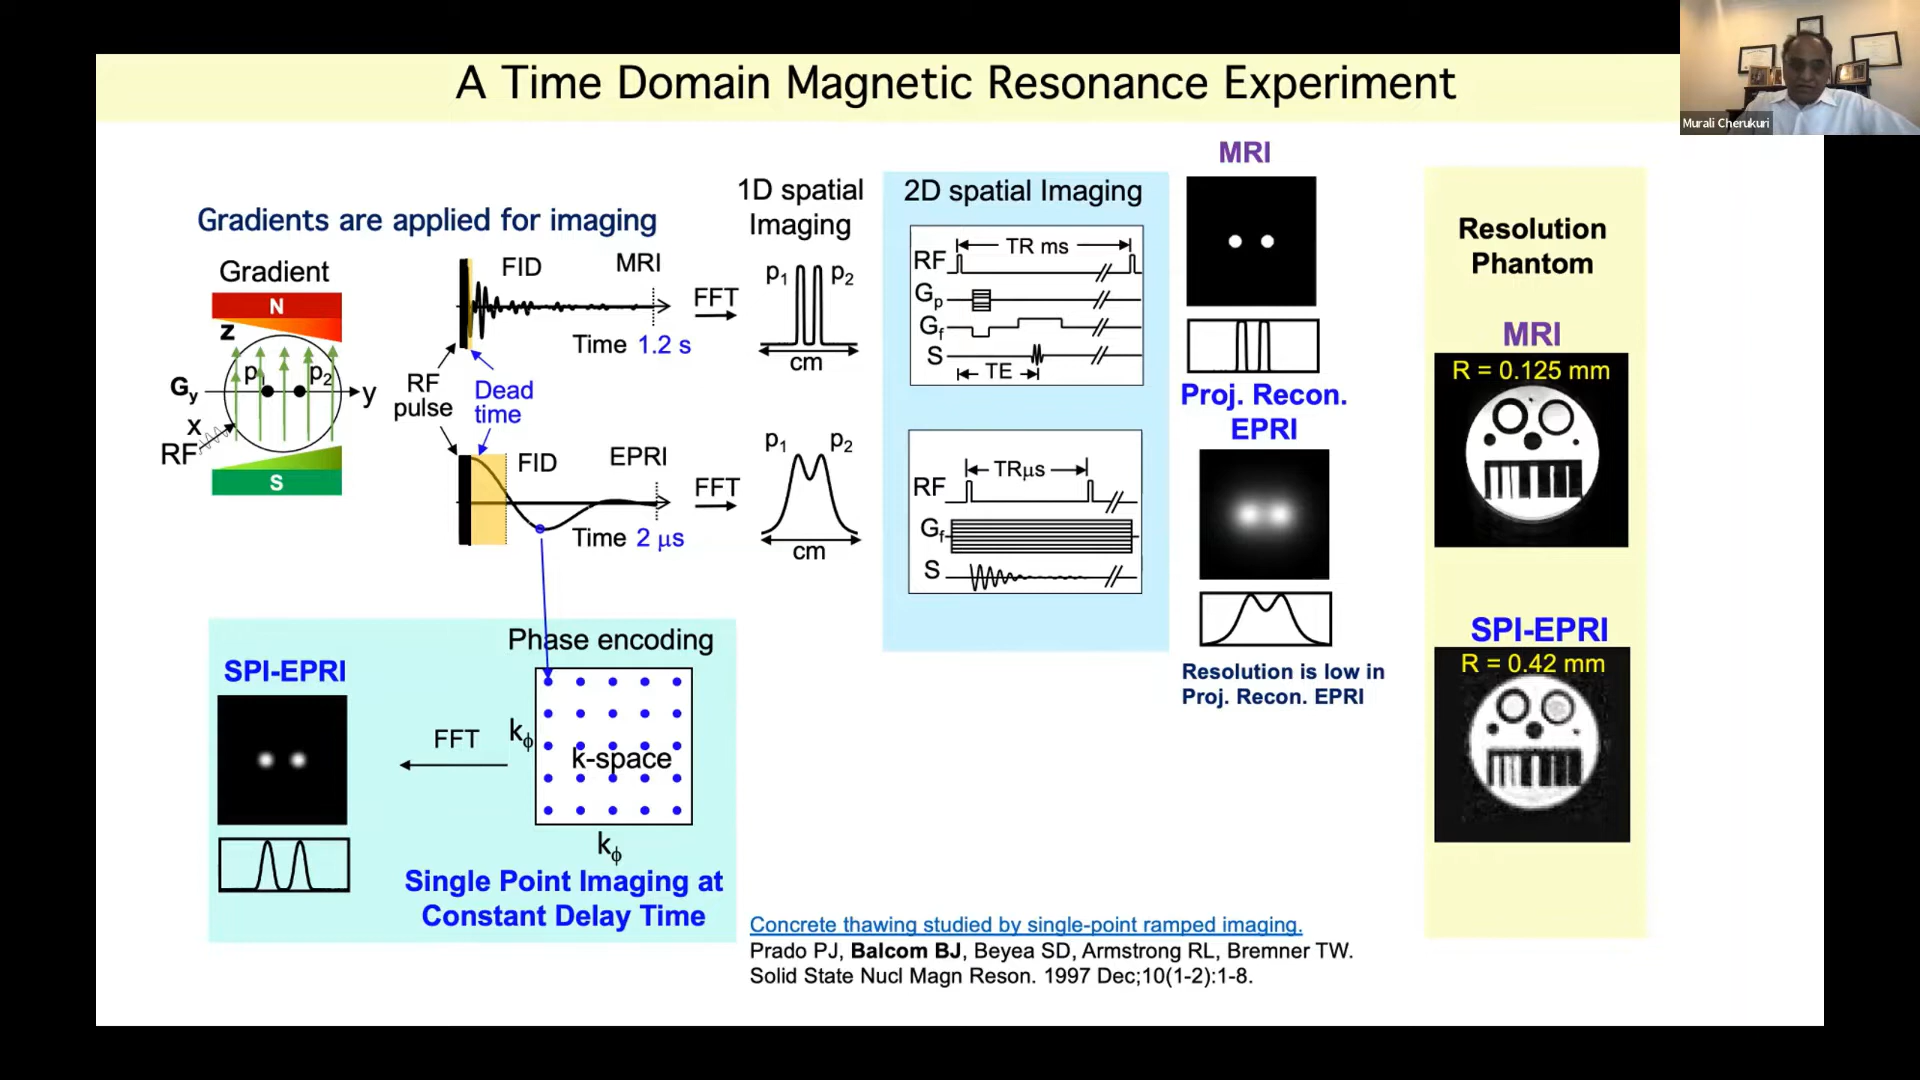 A Time Domain Magnetic Resonance Experiment
Murali Cherukuri
Gradients are applied for imaging
Gradient
N
z
p1
p2
Gy
y
x
RF
S
FID
MRI
Time 1.2 s
RF
pulse
Dead
time
FID
EPRI
Time 2 μs
FFT
FFT
1D spatial
Imaging
p1
p2
cm
p1
p2
cm
2D spatial Imaging
TR ms
RF
Gp
Gf
S
TE
TRμs
RF
Gf
S
MRI
Proj. Recon.
EPRI
Resolution is low in
Proj. Recon. EPRI
Resolution
Phantom
MRI
R = 0.125 mm
SPI-EPRI
R = 0.42 mm
SPI-EPRI
FFT
Phase encoding
kϕ
k-space
kϕ
Single Point Imaging at
Constant Delay Time
Concrete thawing studied by single-point ramped imaging.
Prado PJ, Balcom BJ, Beyea SD, Armstrong RL, Bremner TW.
Solid State Nucl Magn Reson. 1997 Dec;10(1-2):1-8.